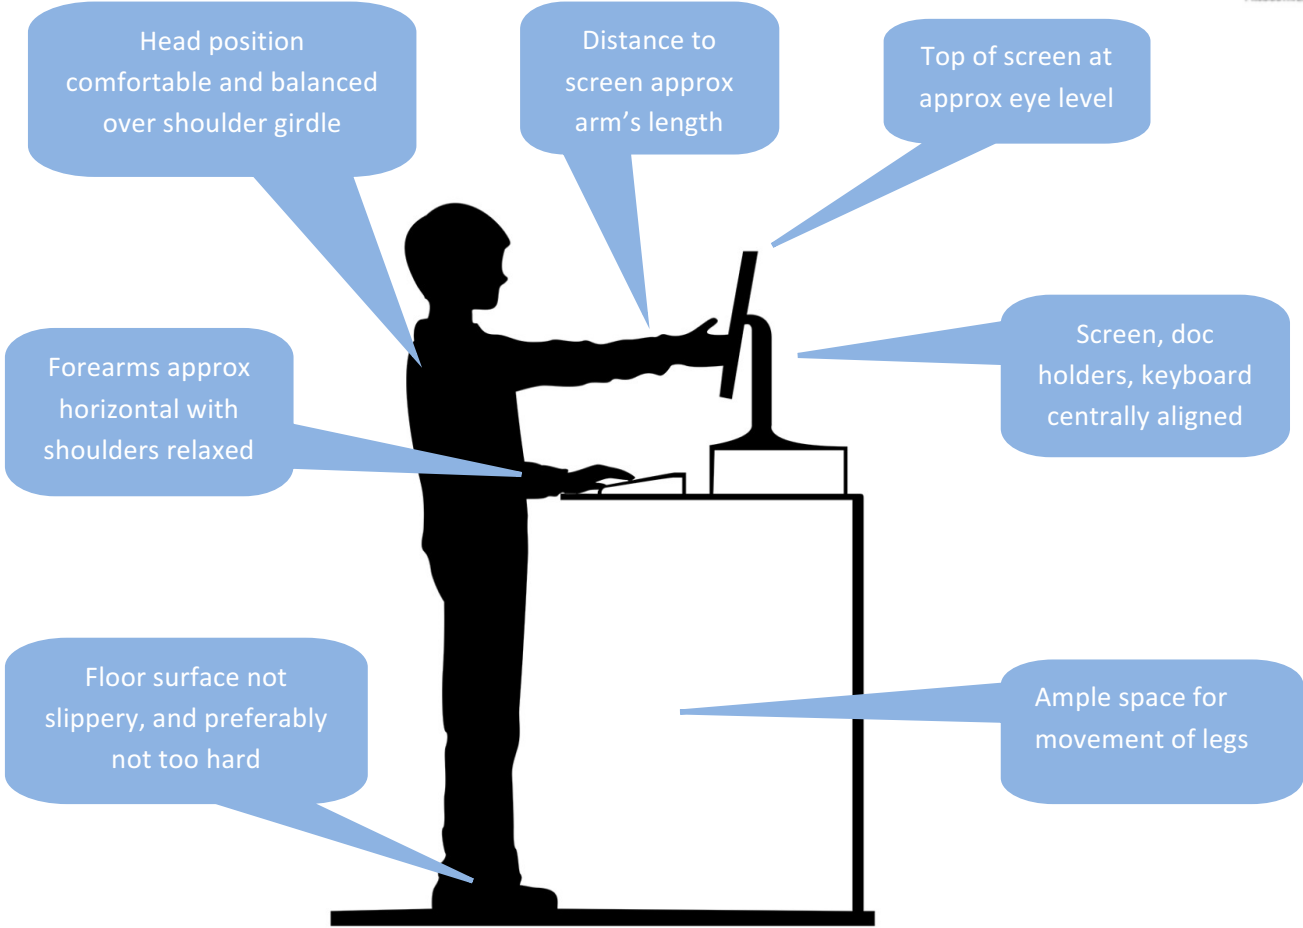 Head position
comfortable and balanced
over shoulder girdle
Distance to
screen approx
arm’s length
Top of screen at
approx eye level
Forearms approx
horizontal with
shoulders relaxed
Screen, doc
holders, keyboard
centrally aligned
Floor surface not
slippery, and preferably
not too hard
Ample space for
movement of legs